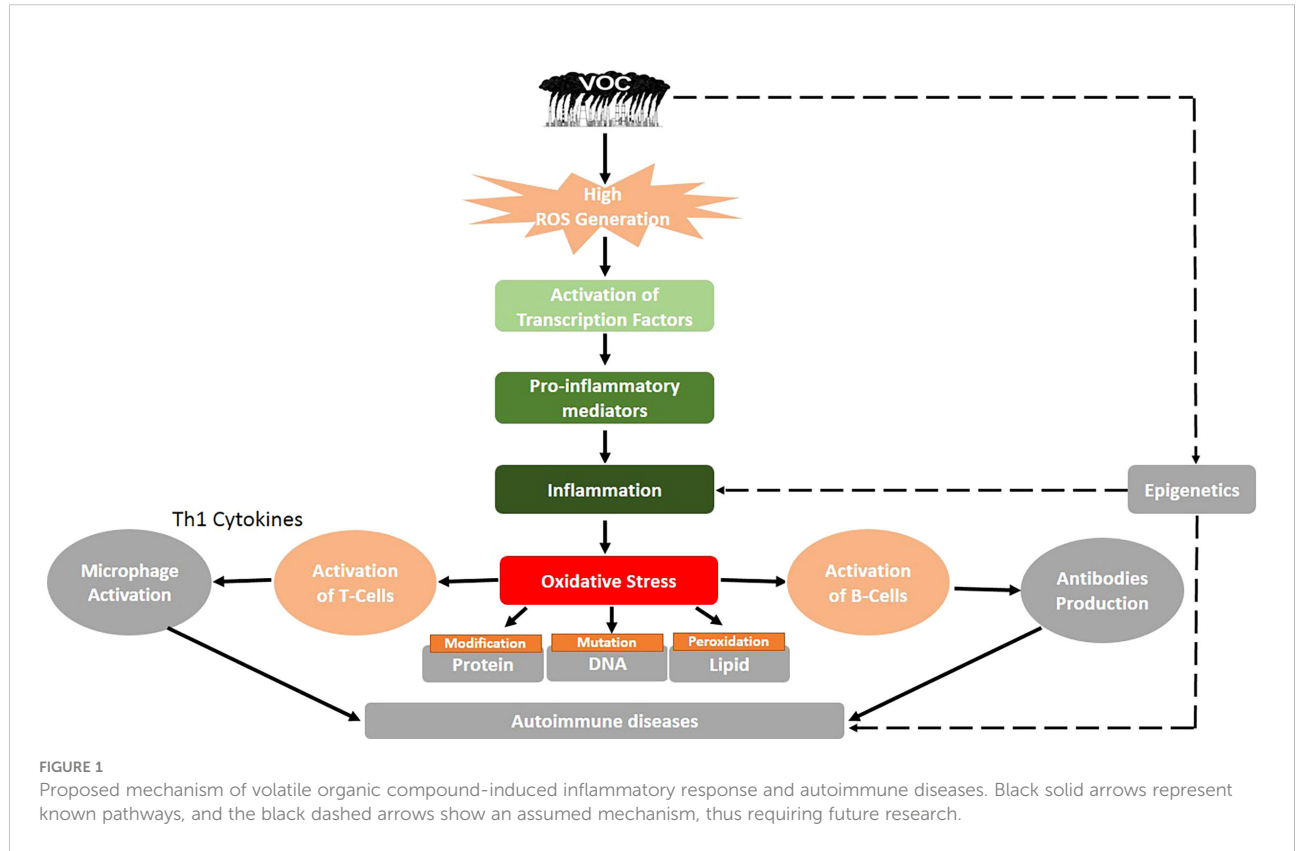 VOC
High
ROS Generation
Activation of
Transcription Factors
Pro-inflammatory
mediators
Inflammation
Epigenetics
Th1 Cytokines
Microphage
Activation
Activation
of T-Cells
Oxidative Stress
Activation
of B-Cells
Antibodies
Production
Modification
Protein
Mutation
DNA
Peroxidation
Lipid
Autoimmune diseases
FIGURE 1
Proposed mechanism of volatile organic compound-induced inflammatory response and autoimmune diseases. Black solid arrows represent
known pathways, and the black dashed arrows show an assumed mechanism, thus requiring future research.